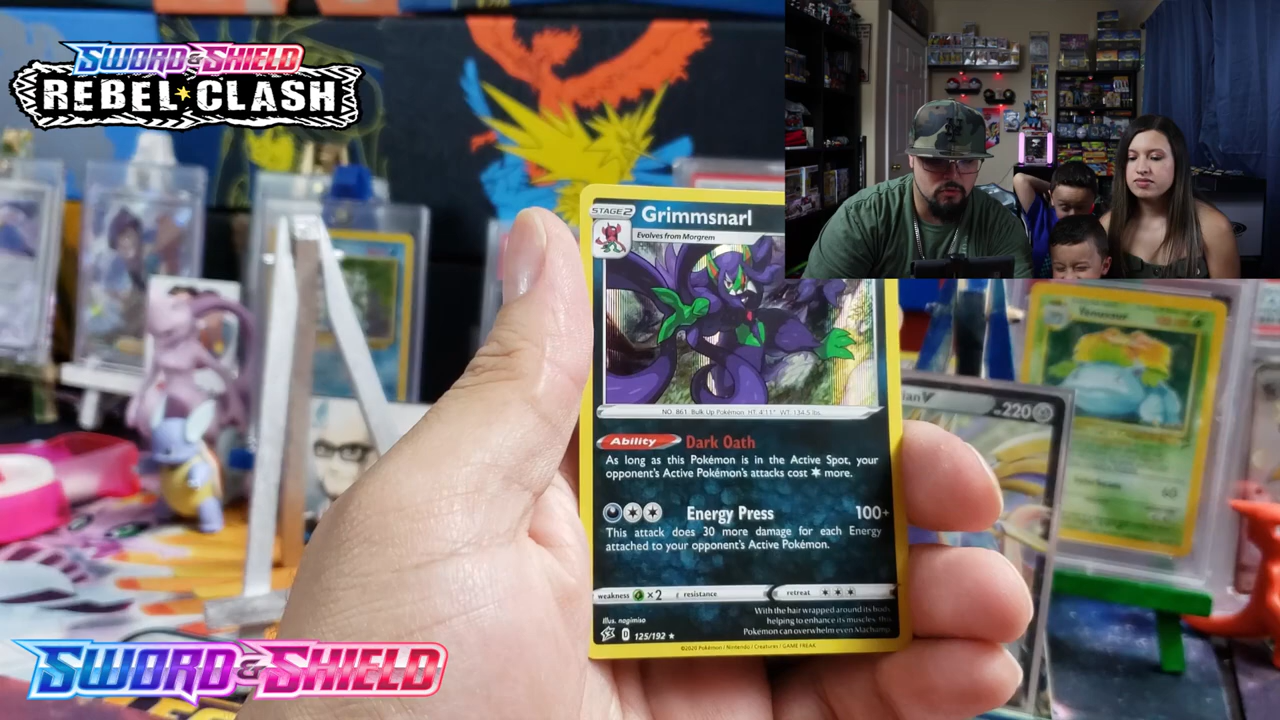 SWORD & SHIELD
REBEL CLASH
STAGE 2
Grimmsnarl
Evolves from Morgrem
NO. 861 Bulk Up Pokémon HT: 4'11" WT: 134.5 lbs.
Ability Dark Oath
As long as this Pokémon is in the Active Spot, your
opponent's Active Pokémon's attacks cost more.
Energy Press 100+
This attack does 30 more damage for each Energy
attached to your opponent's Active Pokémon.
weakness ×2 resistance retreat
With the hair wrapped around its body
helping to enhance its muscles, this
Pokémon can overwhelm even Machamp.
Illus. nagimiso
125/192
©2020 Pokémon / Nintendo / Creatures / GAME FREAK
Venusaur
ian V
220
SWORD & SHIELD